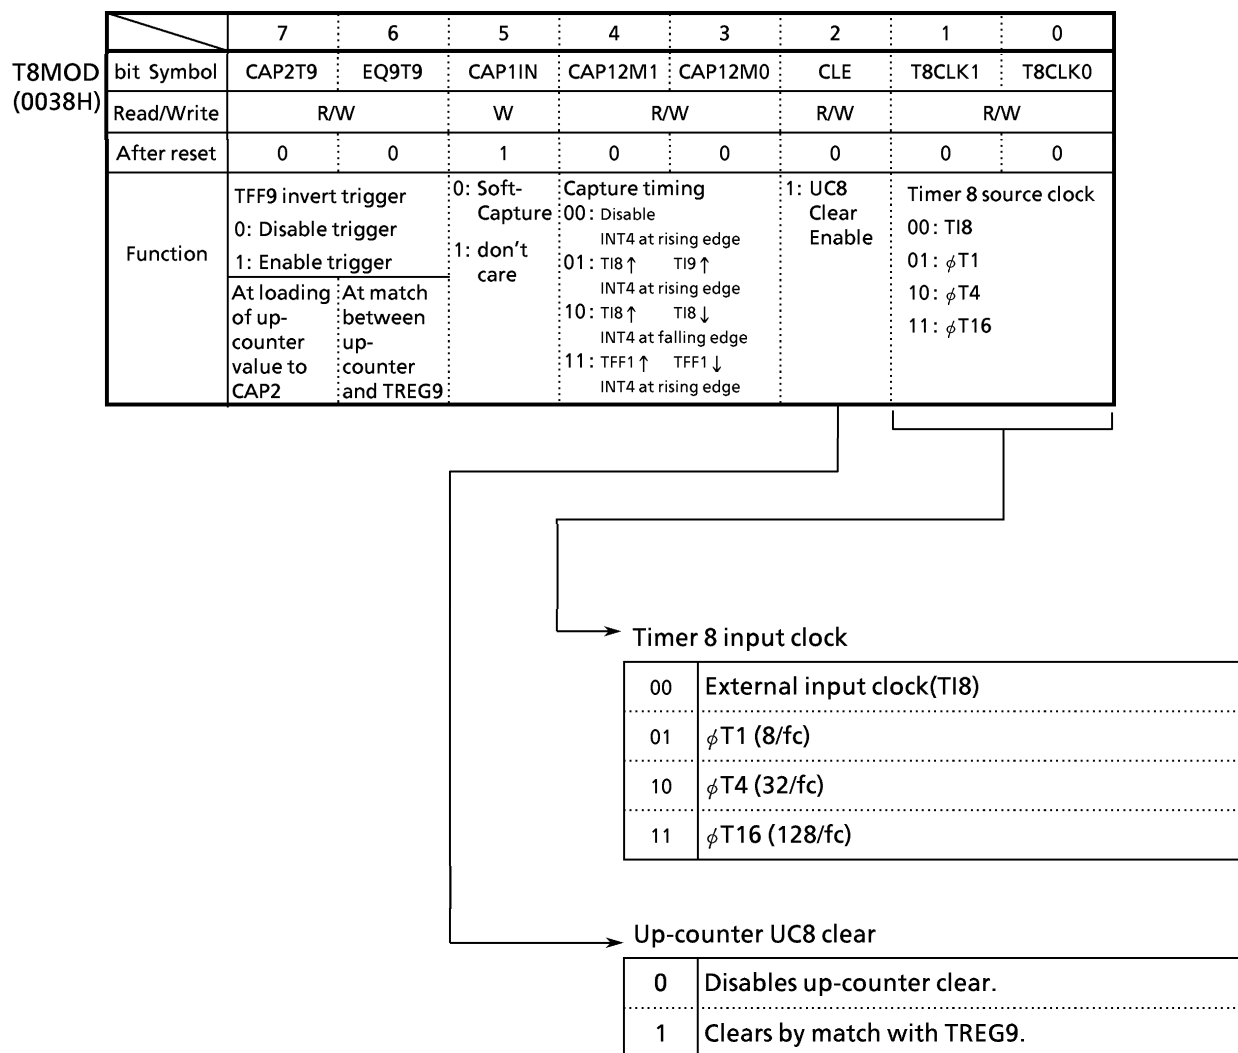 7 6 5 4 3 2 1 0
T8MOD
(0038H)
bit Symbol CAP2T9 EQ9T9 CAP1IN CAP12M1 CAP12M0 CLE T8CLK1 T8CLK0
Read/Write R/W W R/W R/W R/W
After reset 0 0 1 0 0 0 0 0
Function
TFF9 invert trigger
0: Disable trigger
1: Enable trigger
At loading
of up-
counter
value to
CAP2
At match
between
up-
counter
and TREG9
0: Soft-
Capture
1: don't
care
Capture timing
00: Disable
INT4 at rising edge
01: TI8↑ TI9↑
INT4 at rising edge
10: TI8↑ TI8↓
INT4 at falling edge
11: TFF1↑ TFF1↓
INT4 at rising edge
1: UC8
Clear
Enable
Timer 8 source clock
00: TI8
01: ϕT1
10: ϕT4
11: ϕT16
Timer 8 input clock
00 External input clock(TI8)
01 ϕT1 (8/fc)
10 ϕT4 (32/fc)
11 ϕT16 (128/fc)
Up-counter UC8 clear
0 Disables up-counter clear.
1 Clears by match with TREG9.